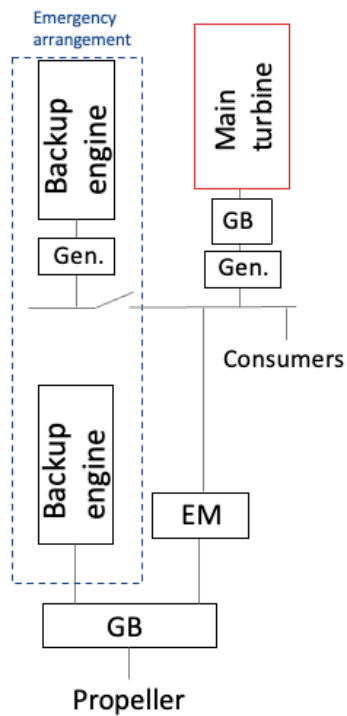 Emergency
arrangement
Backup
engine
Main
turbine
GB
Gen.
Gen.
Consumers
Backup
engine
EM
GB
Propeller